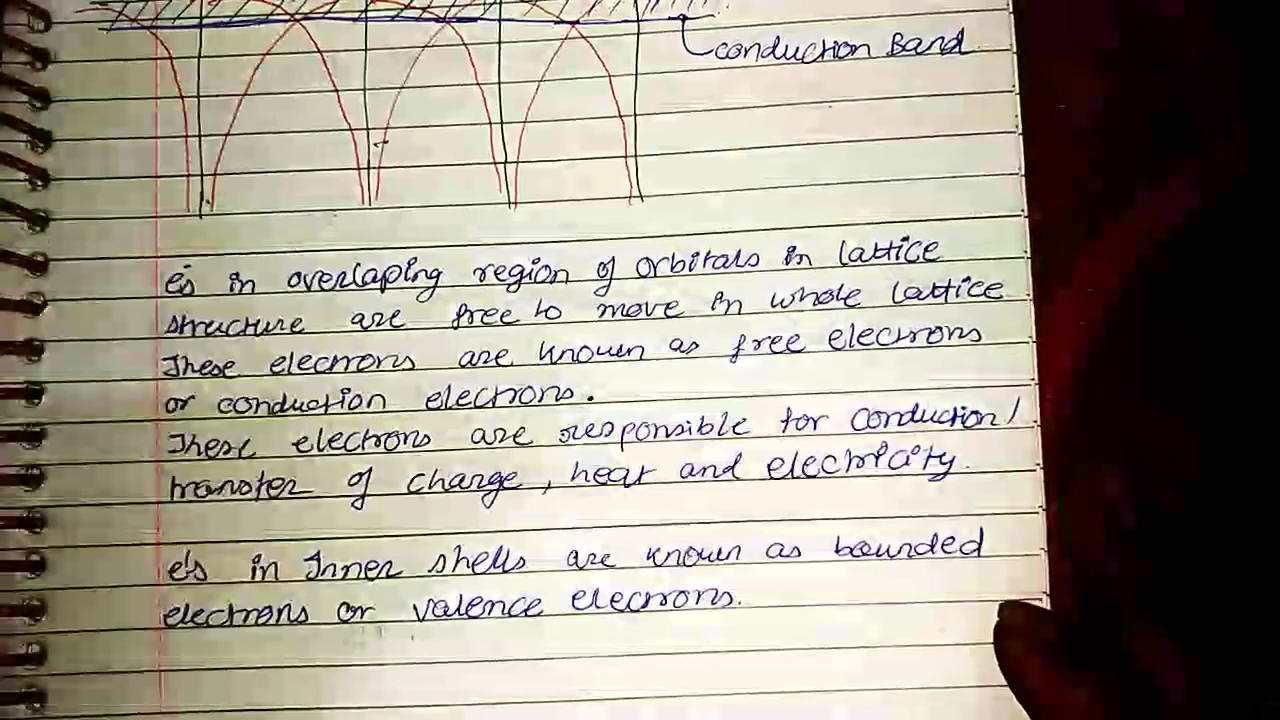 conduction Band
e's in overlaping region of orbitals in lattice
structure are free to move in whole lattice
These electrons are known as free electrons
or conduction electrons.
These electrons are responsible for conduction/
transfer of charge, heat and electricity.
e's in Inner shells are known as bounded
electrons or valence electrons.